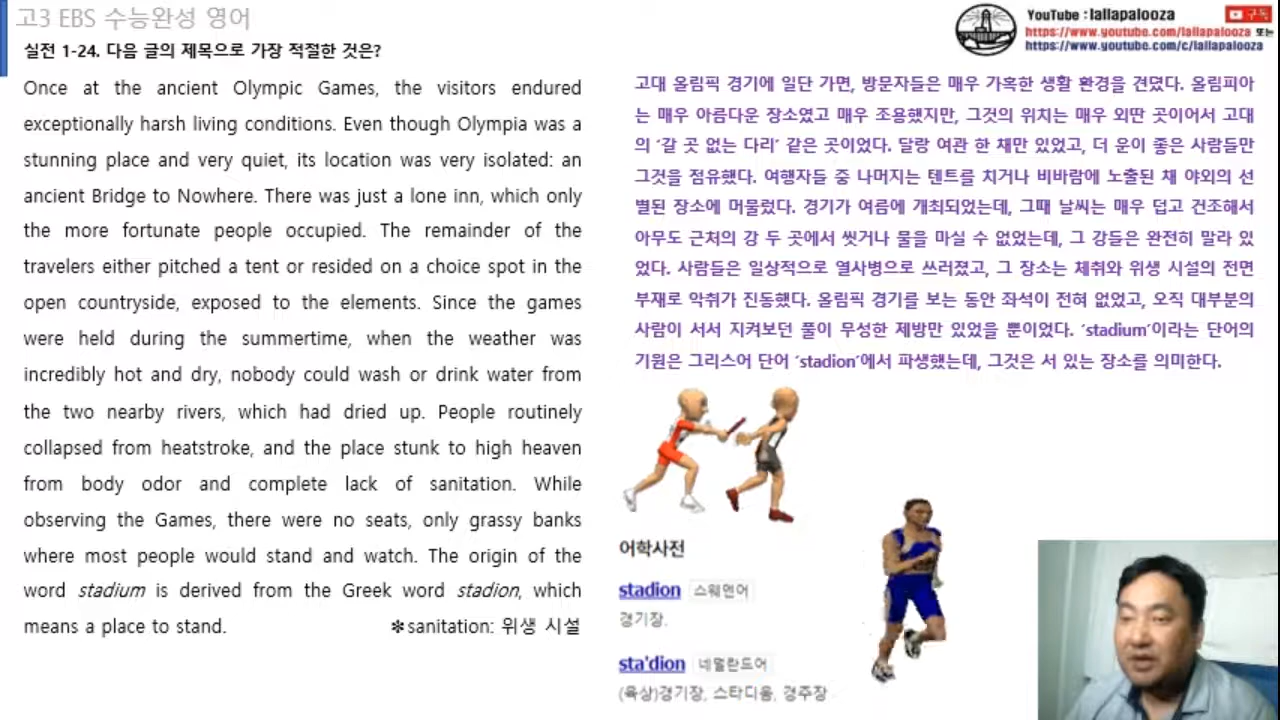 고3 EBS 수능완성 영어
실전 1-24. 다음 글의 제목으로 가장 적절한 것은?
Once at the ancient Olympic Games, the visitors endured
exceptionally harsh living conditions. Even though Olympia was a
stunning place and very quiet, its location was very isolated: an
ancient Bridge to Nowhere. There was just a lone inn, which only
the more fortunate people occupied. The remainder of the
travelers either pitched a tent or resided on a choice spot in the
open countryside, exposed to the elements. Since the games
were held during the summertime, when the weather was
incredibly hot and dry, nobody could wash or drink water from
the two nearby rivers, which had dried up. People routinely
collapsed from heatstroke, and the place stunk to high heaven
from body odor and complete lack of sanitation. While
observing the Games, there were no seats, only grassy banks
where most people would stand and watch. The origin of the
word stadium is derived from the Greek word stadion, which
means a place to stand.
✻sanitation: 위생 시설
YouTube : lallapalooza
구독
https://www.youtube.com/lallapalooza 또는
https://www.youtube.com/c/lallapalooza
고대 올림픽 경기에 일단 가면, 방문자들은 매우 가혹한 생활 환경을 견뎠다. 올림피아
는 매우 아름다운 장소였고 매우 조용했지만, 그것의 위치는 매우 외딴 곳이어서 고대
의 ‘갈 곳 없는 다리’ 같은 곳이었다. 달랑 여관 한 채만 있었고, 더 운이 좋은 사람들만
그것을 점유했다. 여행자들 중 나머지는 텐트를 치거나 비바람에 노출된 채 야외의 선
별된 장소에 머물렀다. 경기가 여름에 개최되었는데, 그때 날씨는 매우 덥고 건조해서
아무도 근처의 강 두 곳에서 씻거나 물을 마실 수 없었는데, 그 강들은 완전히 말라 있
었다. 사람들은 일상적으로 열사병으로 쓰러졌고, 그 장소는 체취와 위생 시설의 전면
부재로 악취가 진동했다. 올림픽 경기를 보는 동안 좌석이 전혀 없었고, 오직 대부분의
사람이 서서 지켜보던 풀이 무성한 제방만 있었을 뿐이었다. ‘stadium’이라는 단어의
기원은 그리스어 단어 ‘stadion’에서 파생했는데, 그것은 서 있는 장소를 의미한다.
어학사전
stadion 스웨덴어
경기장.
sta'dion 네덜란드어
(육상)경기장, 스타디움, 경주장